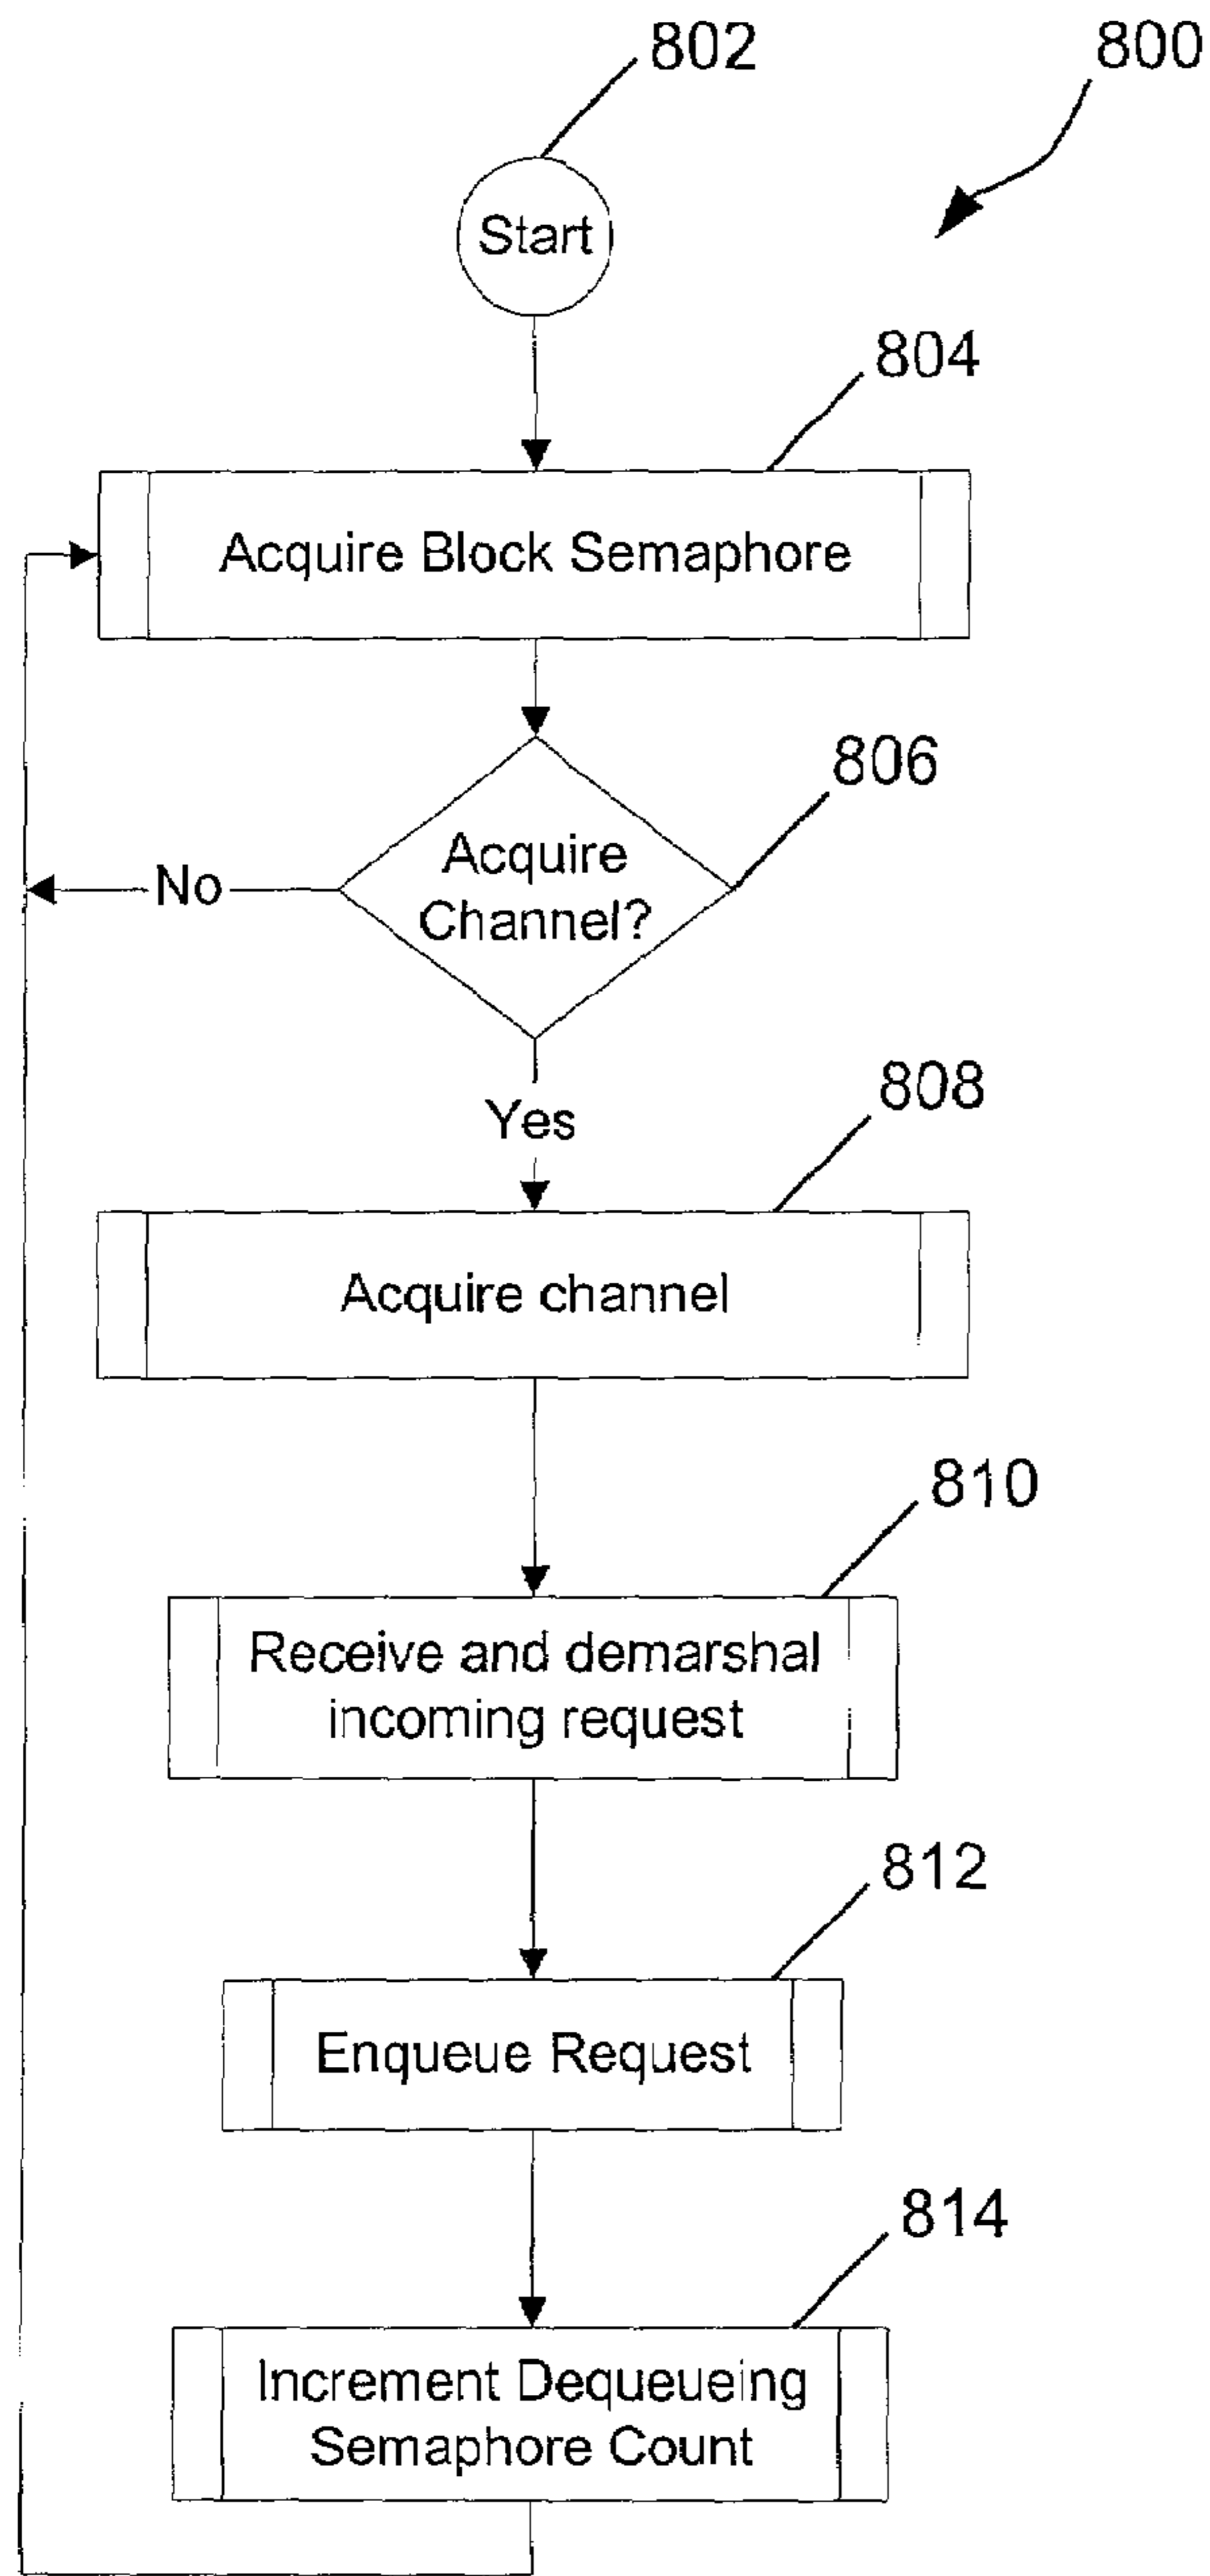 802
800
Start
804
Acquire Block Semaphore
806
Acquire
Channel?
No
Yes
808
Acquire channel
810
Receive and demarshal
incoming request
812
Enqueue Request
814
Increment Dequeueing
Semaphore Count